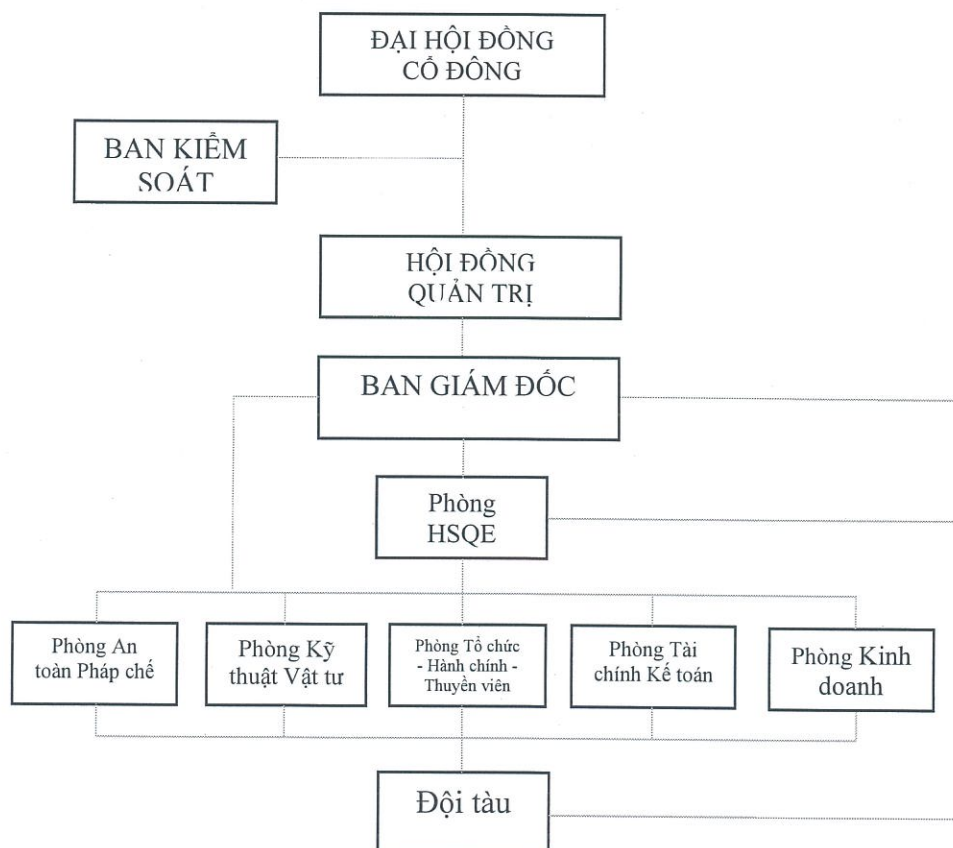 ĐẠI HỘI ĐỒNG
CỔ ĐÔNG
BAN KIỂM
SOÁT
HỘI ĐỒNG
QUẢN TRỊ
BAN GIÁM ĐỐC
Phòng
HSQE
Phòng An
toàn Pháp chế
Phòng Kỹ
thuật Vật tư
Phòng Tổ chức
- Hành chính -
Thuyền viên
Phòng Tài
chính Kế toán
Phòng Kinh
doanh
Đội tàu